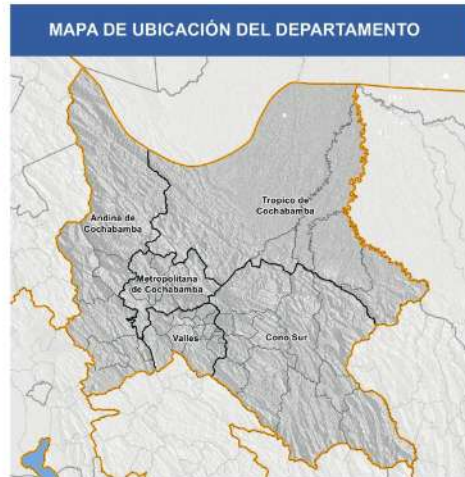 MAPA DE UBICACIÓN DEL DEPARTAMENTO
Andina de
Cochabamba
Tropico de
Cochabamba
Metropolitana
de Cochabamba
Valles
Cono Sur